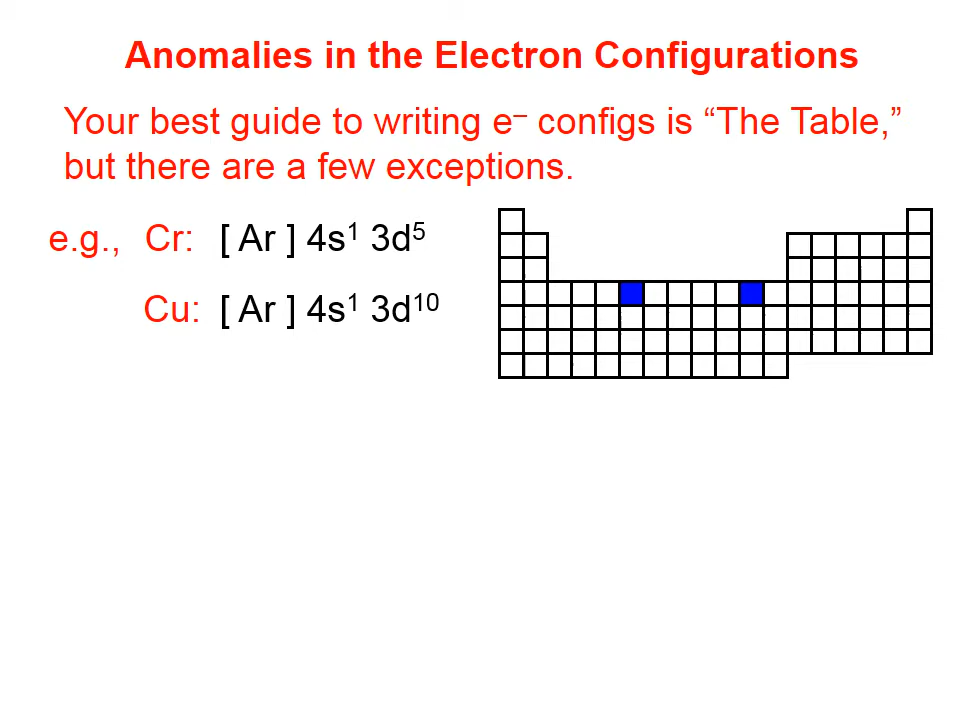 Anomalies in the Electron Configurations
Your best guide to writing e⁻ configs is “The Table,”
but there are a few exceptions.
e.g., Cr: [ Ar ] 4s¹ 3d⁵
Cu: [ Ar ] 4s¹ 3d¹⁰